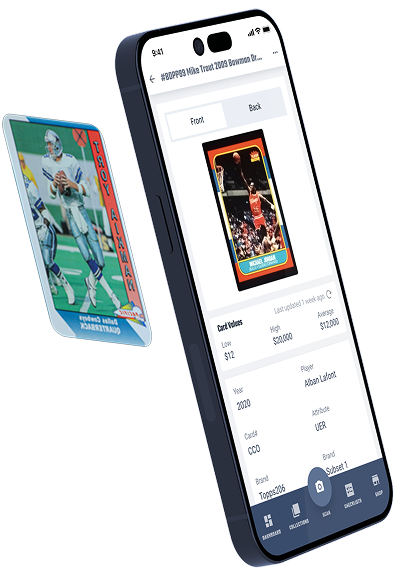 TROY AIKMAN
Dallas Cowboys
QUARTERBACK
9:41
#BDPP89 Mike Trout 2009 Bowman Dr...
Front
Back
MICHAEL JORDAN
Card Values
Last updated 1 week ago
Low
High
Average
$12
$20,000
$12,000
Year
Player
2020
Alban Lafont
Card#
Attribute
CCO
UER
Brand
Brand
Topps206
Subset 1
DASHBOARD
COLLECTIONS
SCAN
CHECKLISTS
SHOP